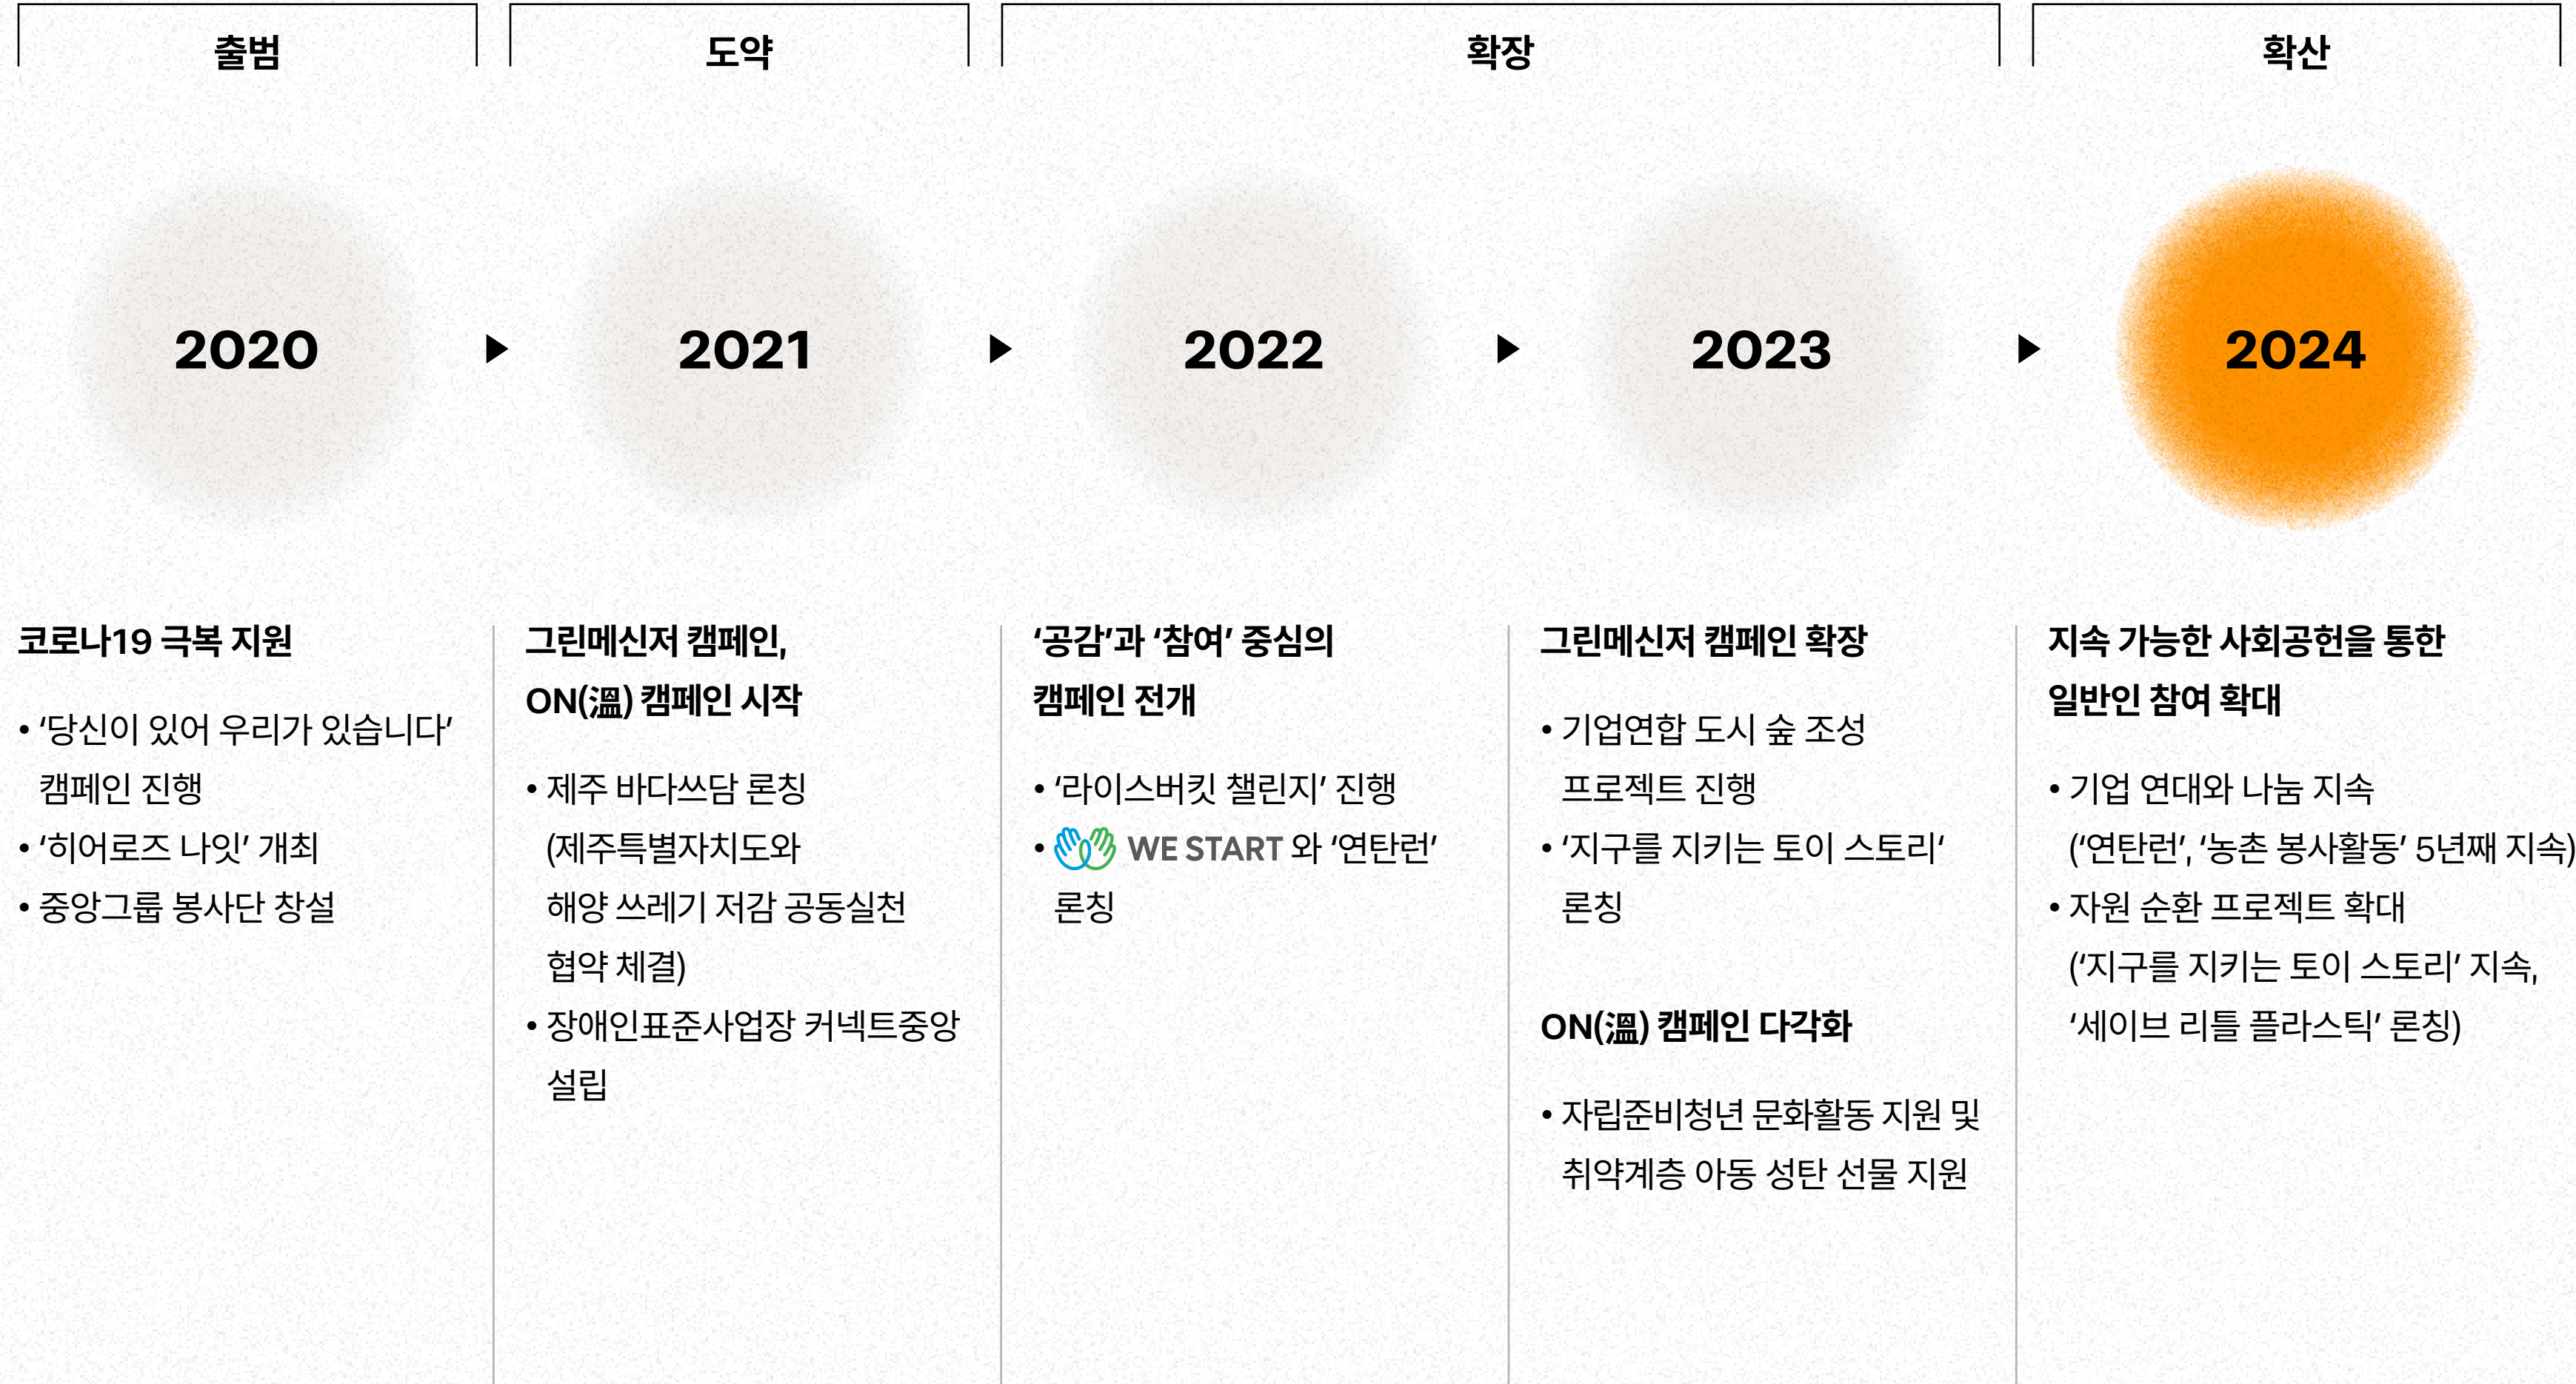 출범
도약
확장
확산
2020
2021
2022
2023
2024
코로나19 극복 지원
• ‘당신이 있어 우리가 있습니다’
캠페인 진행
• ‘히어로즈 나잇’ 개최
• 중앙그룹 봉사단 창설
그린메신저 캠페인,
ON(溫) 캠페인 시작
• 제주 바다쓰담 론칭
(제주특별자치도와
해양 쓰레기 저감 공동실천
협약 체결)
• 장애인표준사업장 커넥트중앙
설립
‘공감’과 ‘참여’ 중심의
캠페인 전개
• ‘라이스버킷 챌린지’ 진행
• WE START 와 ‘연탄런’
론칭
그린메신저 캠페인 확장
• 기업연합 도시 숲 조성
프로젝트 진행
• ‘지구를 지키는 토이 스토리‘
론칭
ON(溫) 캠페인 다각화
• 자립준비청년 문화활동 지원 및
취약계층 아동 성탄 선물 지원
지속 가능한 사회공헌을 통한
일반인 참여 확대
• 기업 연대와 나눔 지속
(‘연탄런’, ‘농촌 봉사활동’ 5년째 지속)
• 자원 순환 프로젝트 확대
(‘지구를 지키는 토이 스토리’ 지속,
‘세이브 리틀 플라스틱’ 론칭)